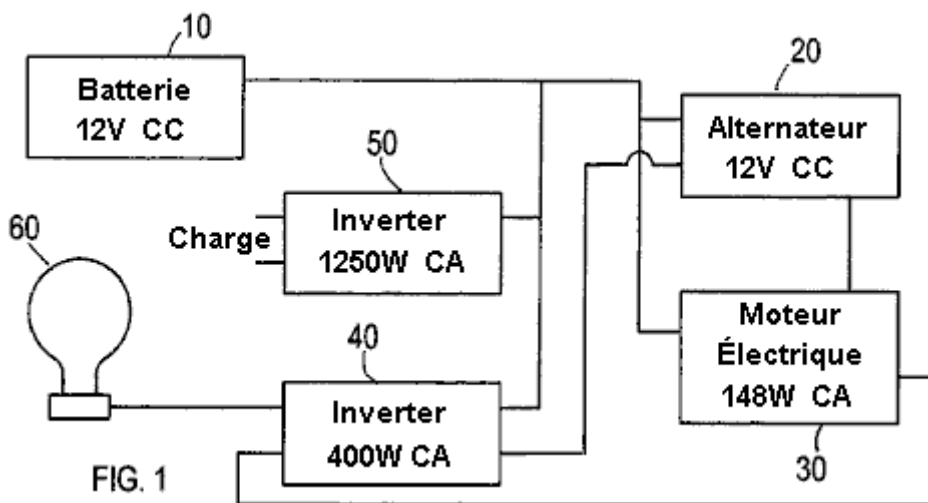 10
Batterie
12V CC
20
Alternateur
12V CC
50
Inverter
1250W CA
Charge
60
Moteur
Électrique
148W CA
30
40
Inverter
400W CA
FIG. 1